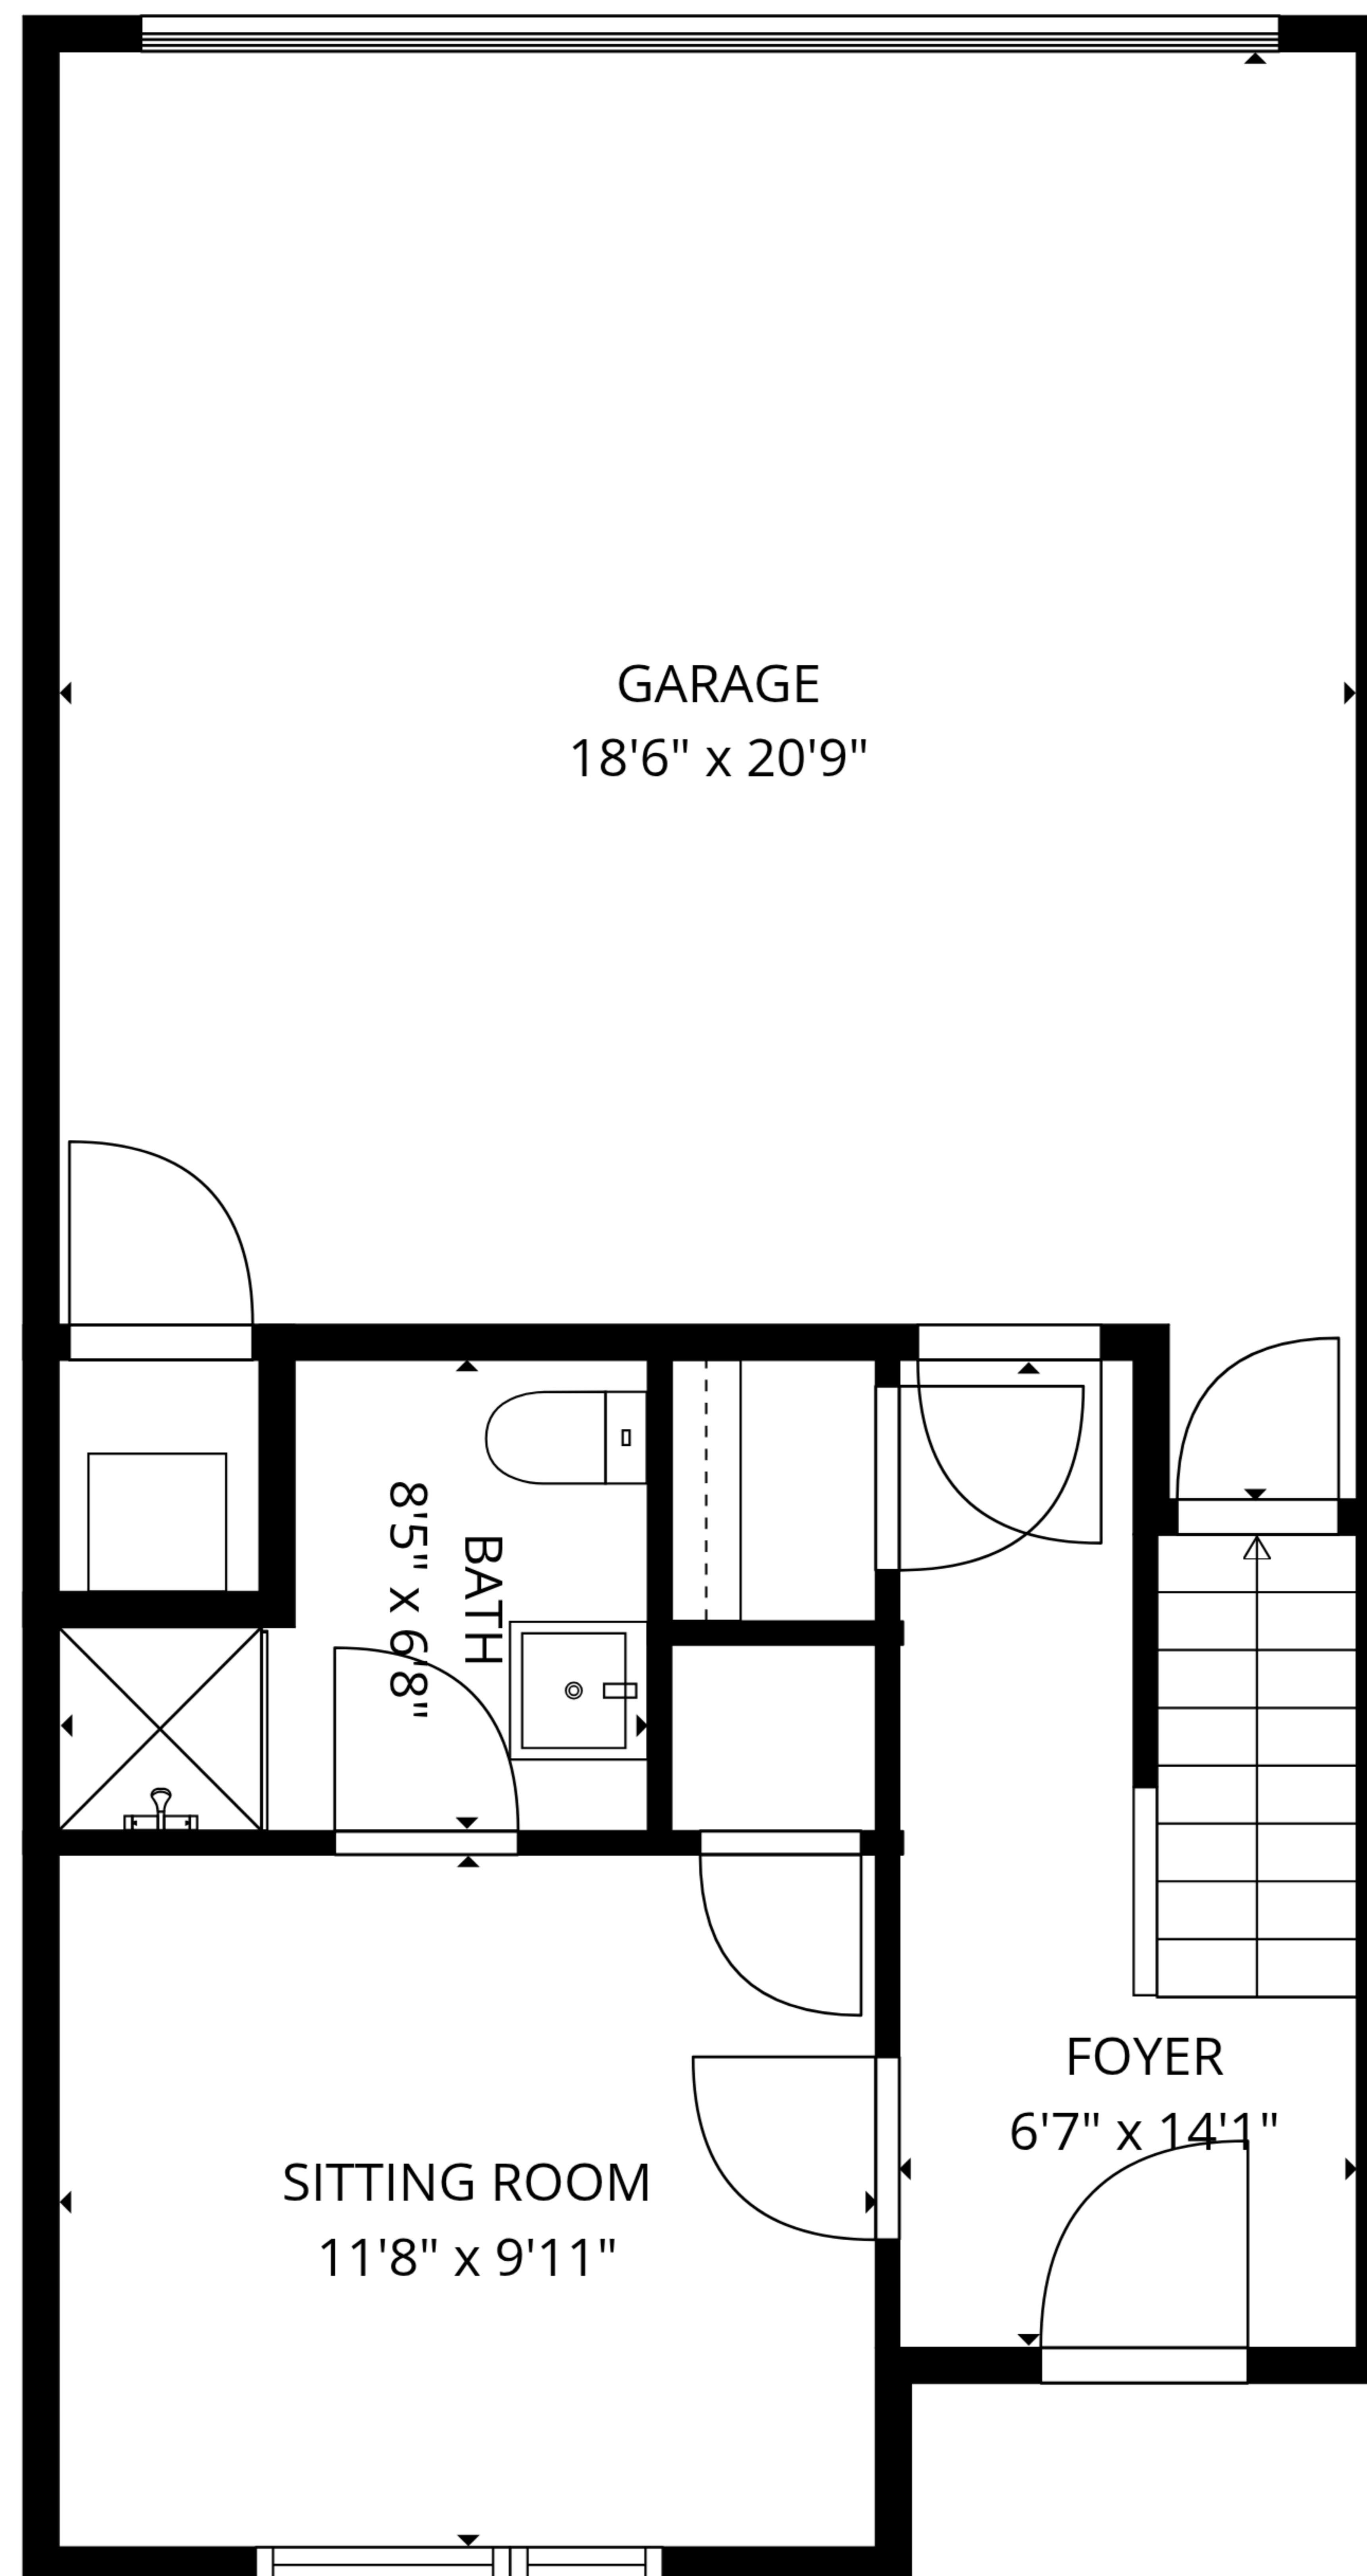 GARAGE
18'6" x 20'9"
BATH
8'5" x 6'8"
FOYER
6'7" x 14'1"
SITTING ROOM
11'8" x 9'11"